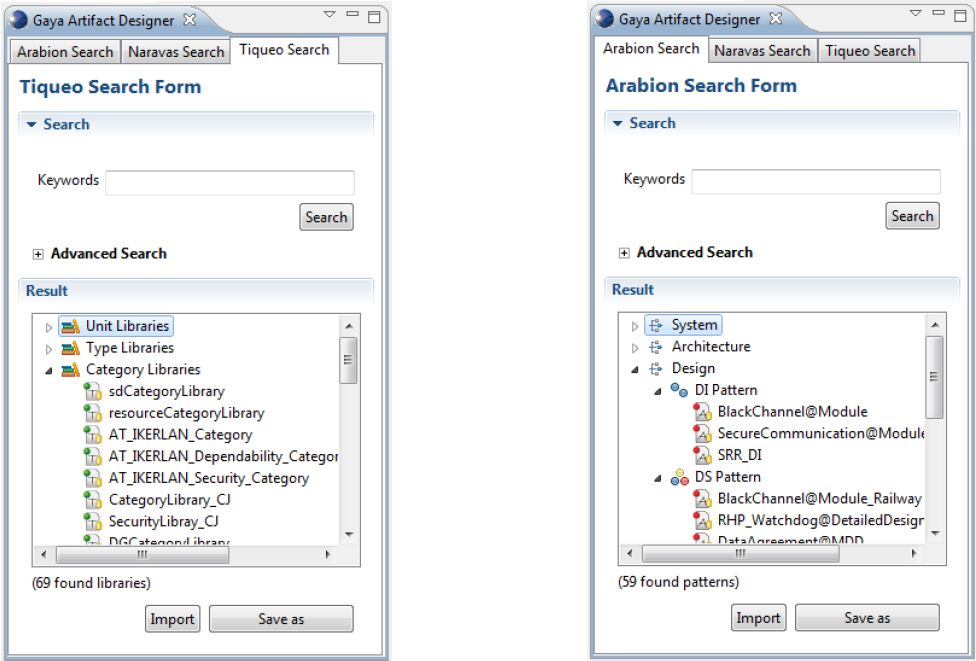 Gaya Artifact Designer
Arabion Search Naravas Search Tiqueo Search
Tiqueo Search Form
Search
Keywords
Search
Advanced Search
Result
Unit Libraries
Type Libraries
Category Libraries
sdCategoryLibrary
resourceCategoryLibrary
AT_IKERLAN_Category
AT_IKERLAN_Dependability_Categor
AT_IKERLAN_Security_Category
CategoryLibrary_CJ
SecurityLibray_CJ
DGCategoryLibrary
(69 found libraries)
Import Save as
Gaya Artifact Designer
Arabion Search Naravas Search Tiqueo Search
Arabion Search Form
Search
Keywords
Search
Advanced Search
Result
System
Architecture
Design
DI Pattern
BlackChannel@Module
SecureCommunication@Module
SRR_DI
DS Pattern
BlackChannel@Module_Railway
RHP_Watchdog@DetailedDesign
DataAgreement@MDD
(59 found patterns)
Import Save as